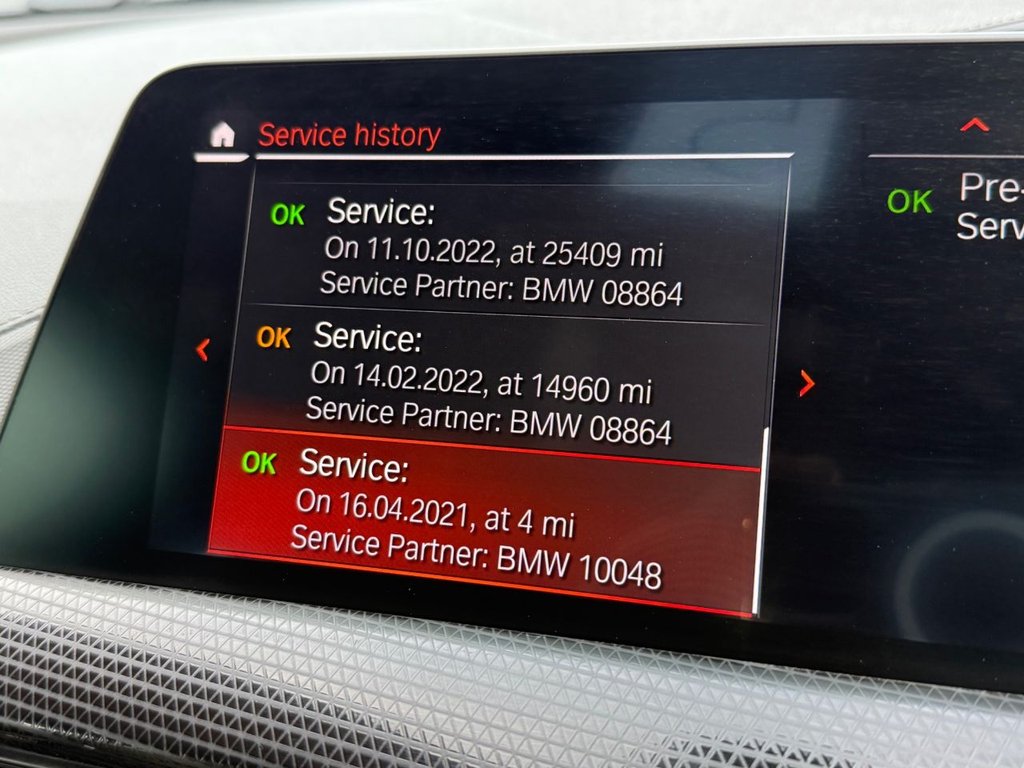 Service history
OK Service:
On 11.10.2022, at 25409 mi
Service Partner: BMW 08864
OK Service:
On 14.02.2022, at 14960 mi
Service Partner: BMW 08864
OK Service:
On 16.04.2021, at 4 mi
Service Partner: BMW 10048
OK Pre-
Serv